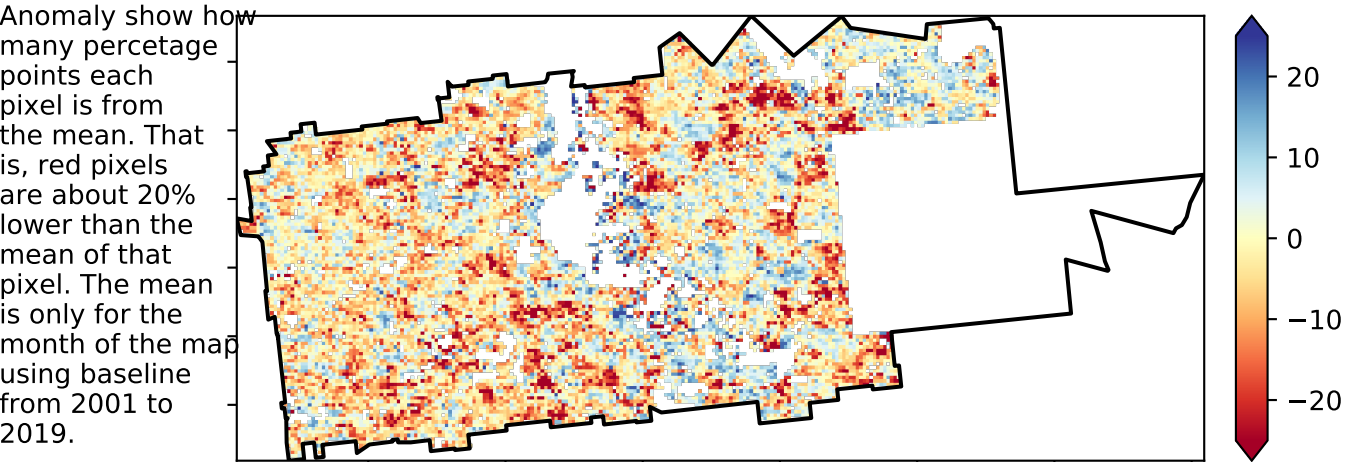 Anomaly show how
many percetage
points each
pixel is from
the mean. That
is, red pixels
are about 20%
lower than the
mean of that
pixel. The mean
is only for the
month of the map
using baseline
from 2001 to
2019.
20
10
0
−10
−20